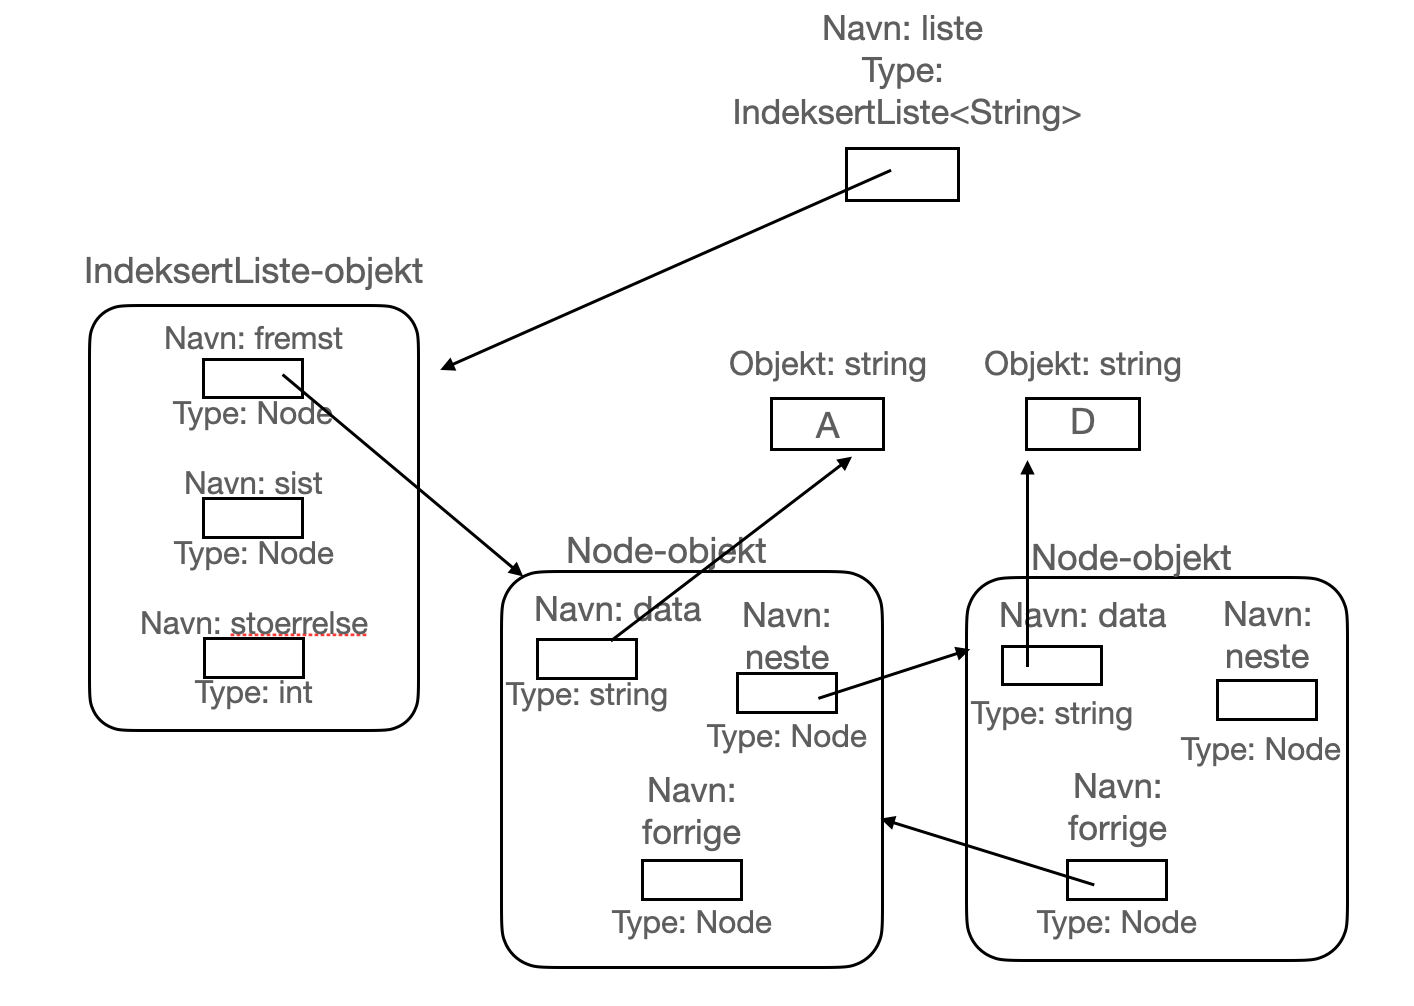 Navn: liste
Type:
IndeksertListe<String>
IndeksertListe-objekt
Navn: fremst
Type: Node
Navn: sist
Type: Node
Navn: stoerrelse
Type: int
Objekt: string
A
Objekt: string
D
Node-objekt
Navn: data
Type: string
Navn:
neste
Type: Node
Navn:
forrige
Type: Node
Node-objekt
Navn: data
Type: string
Navn:
neste
Type: Node
Navn:
forrige
Type: Node